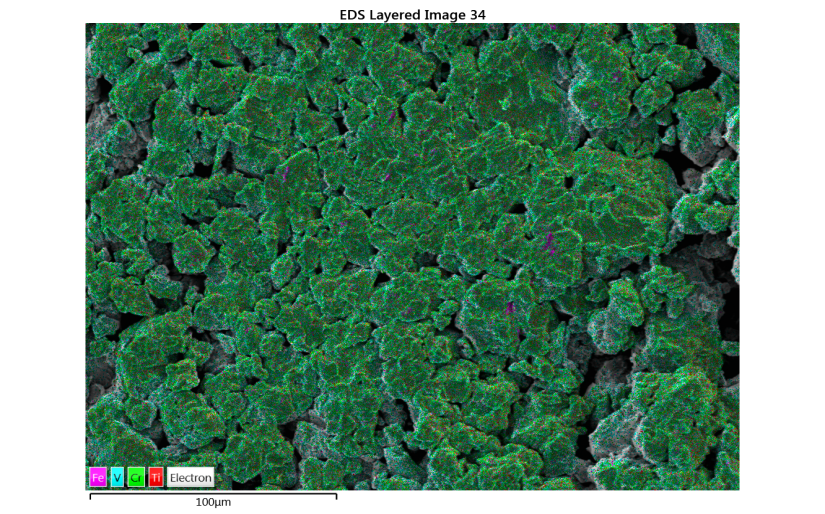 EDS Layered Image 34
Fe V Cr Ti Electron
100µm